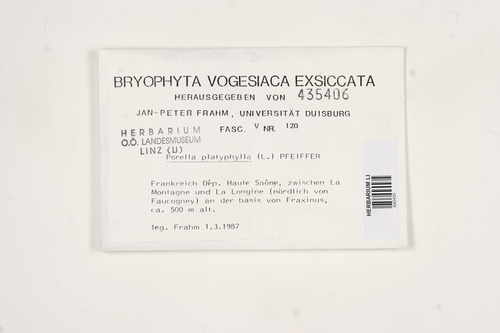 BRYOPHYTA VOGESIACA EXSICCATA
HERAUSGEGEBEN VON 435406
JAN-PETER FRAHM, UNIVERSITÄT DUISBURG
HERBARIUM FASC. V NR. 120
O.Ö. LANDESMUSEUM
LINZ (U)
Porella platyphylla (L.) PFEIFFER
Frankreich Dép. Haute Saône, zwischen La
Montagne und La Longine (nördlich von
Faucogney) an der basis von Fraxinus,
ca. 500 m alt.
leg. Frahm 1.3.1987
HERBARIUM LI